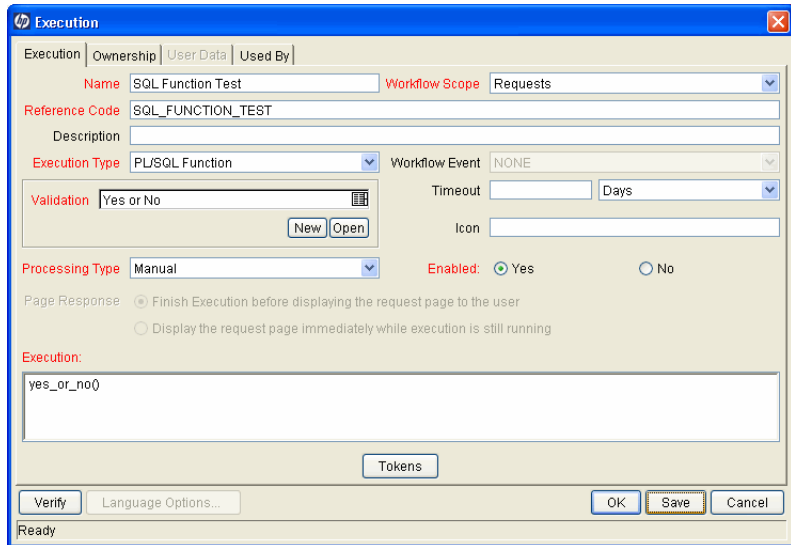 hp Execution
Execution Ownership User Data Used By
Name SQL Function Test Workflow Scope Requests
Reference Code SQL_FUNCTION_TEST
Description
Execution Type PL/SQL Function Workflow Event NONE
Validation Yes or No Timeout Days
New Open Icon
Processing Type Manual Enabled: Yes No
Page Response Finish Execution before displaying the request page to the user
Display the request page immediately while execution is still running
Execution:
yes_or_no()
Tokens
Verify Language Options... OK Save Cancel
Ready